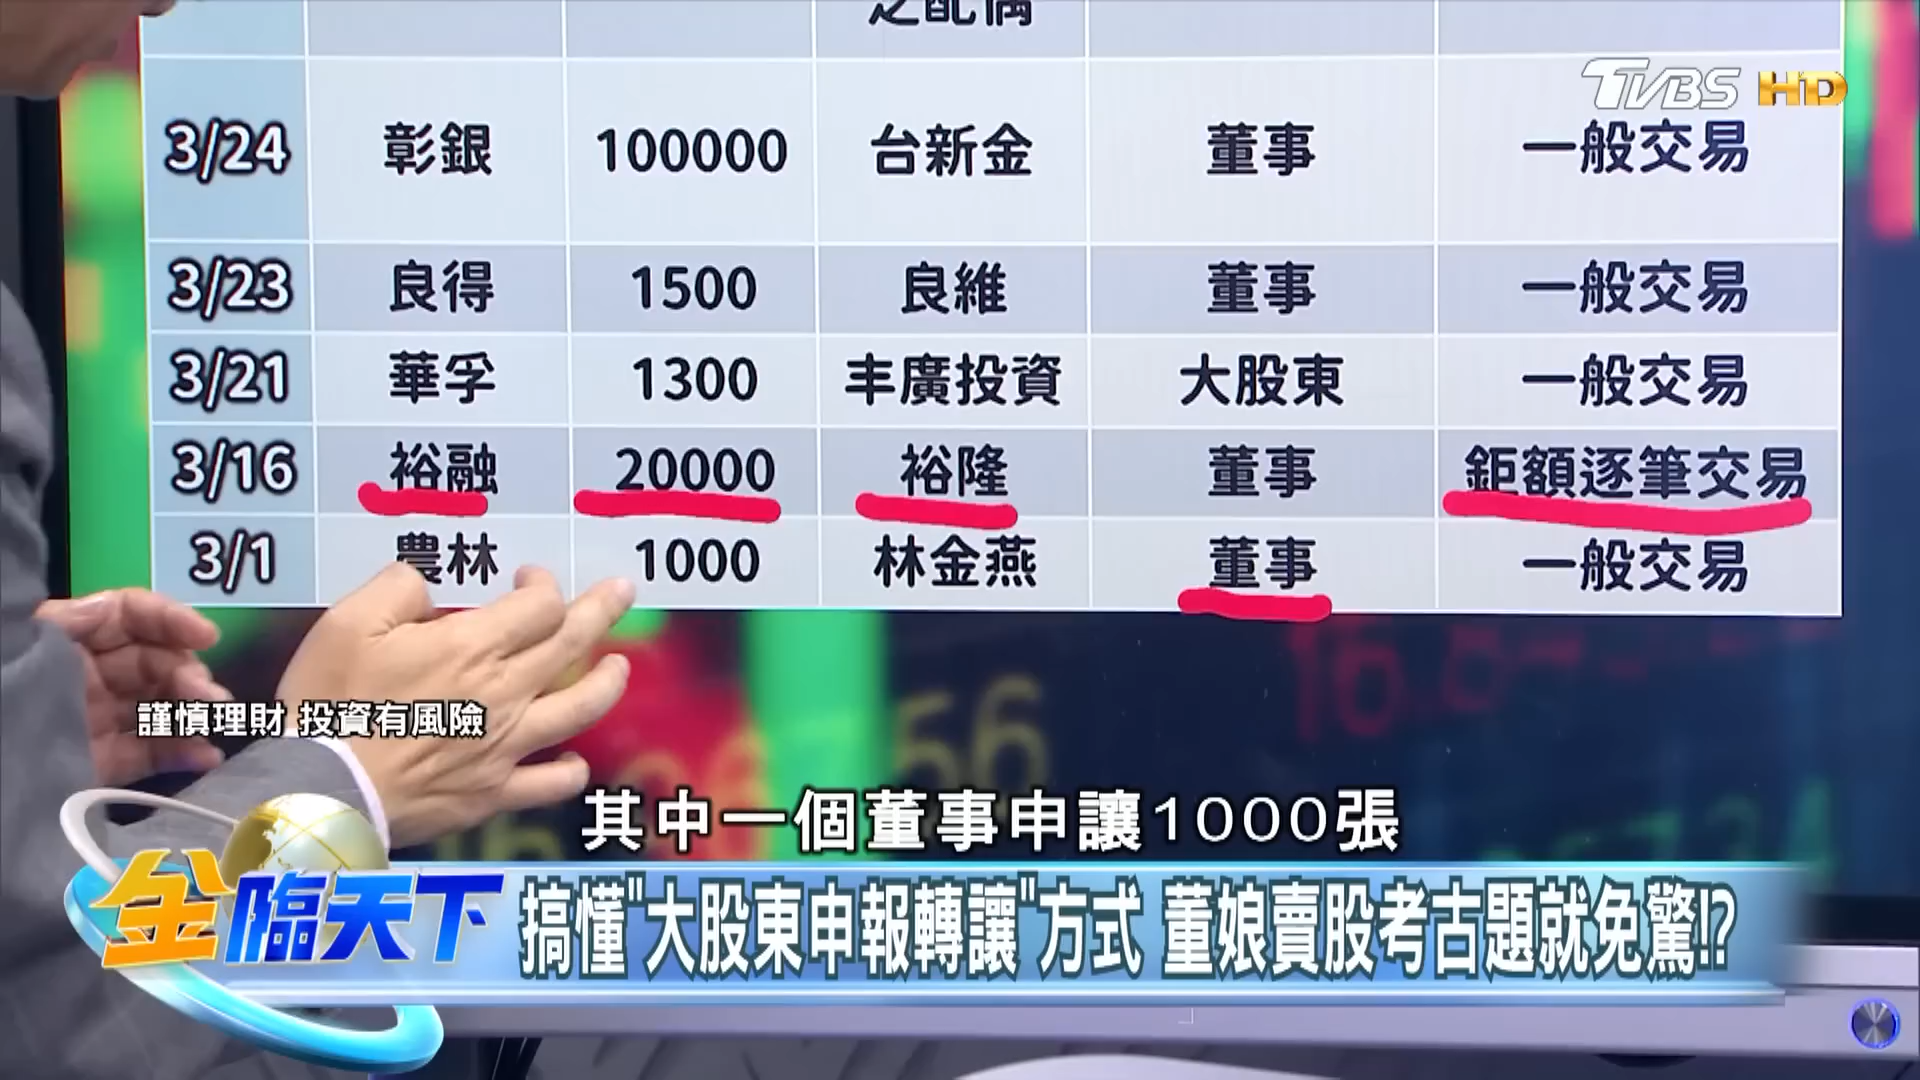 之配偶
TVBS HD
3/24 彰銀 100000 台新金 董事 一般交易
3/23 良得 1500 良維 董事 一般交易
3/21 華孚 1300 丰廣投資 大股東 一般交易
3/16 裕融 20000 裕隆 董事 鉅額逐筆交易
3/1 農林 1000 林金燕 董事 一般交易
謹慎理財 投資有風險
其中一個董事申讓1000張
金臨天下
搞懂"大股東申報轉讓"方式 董娘賣股考古題就免驚!?